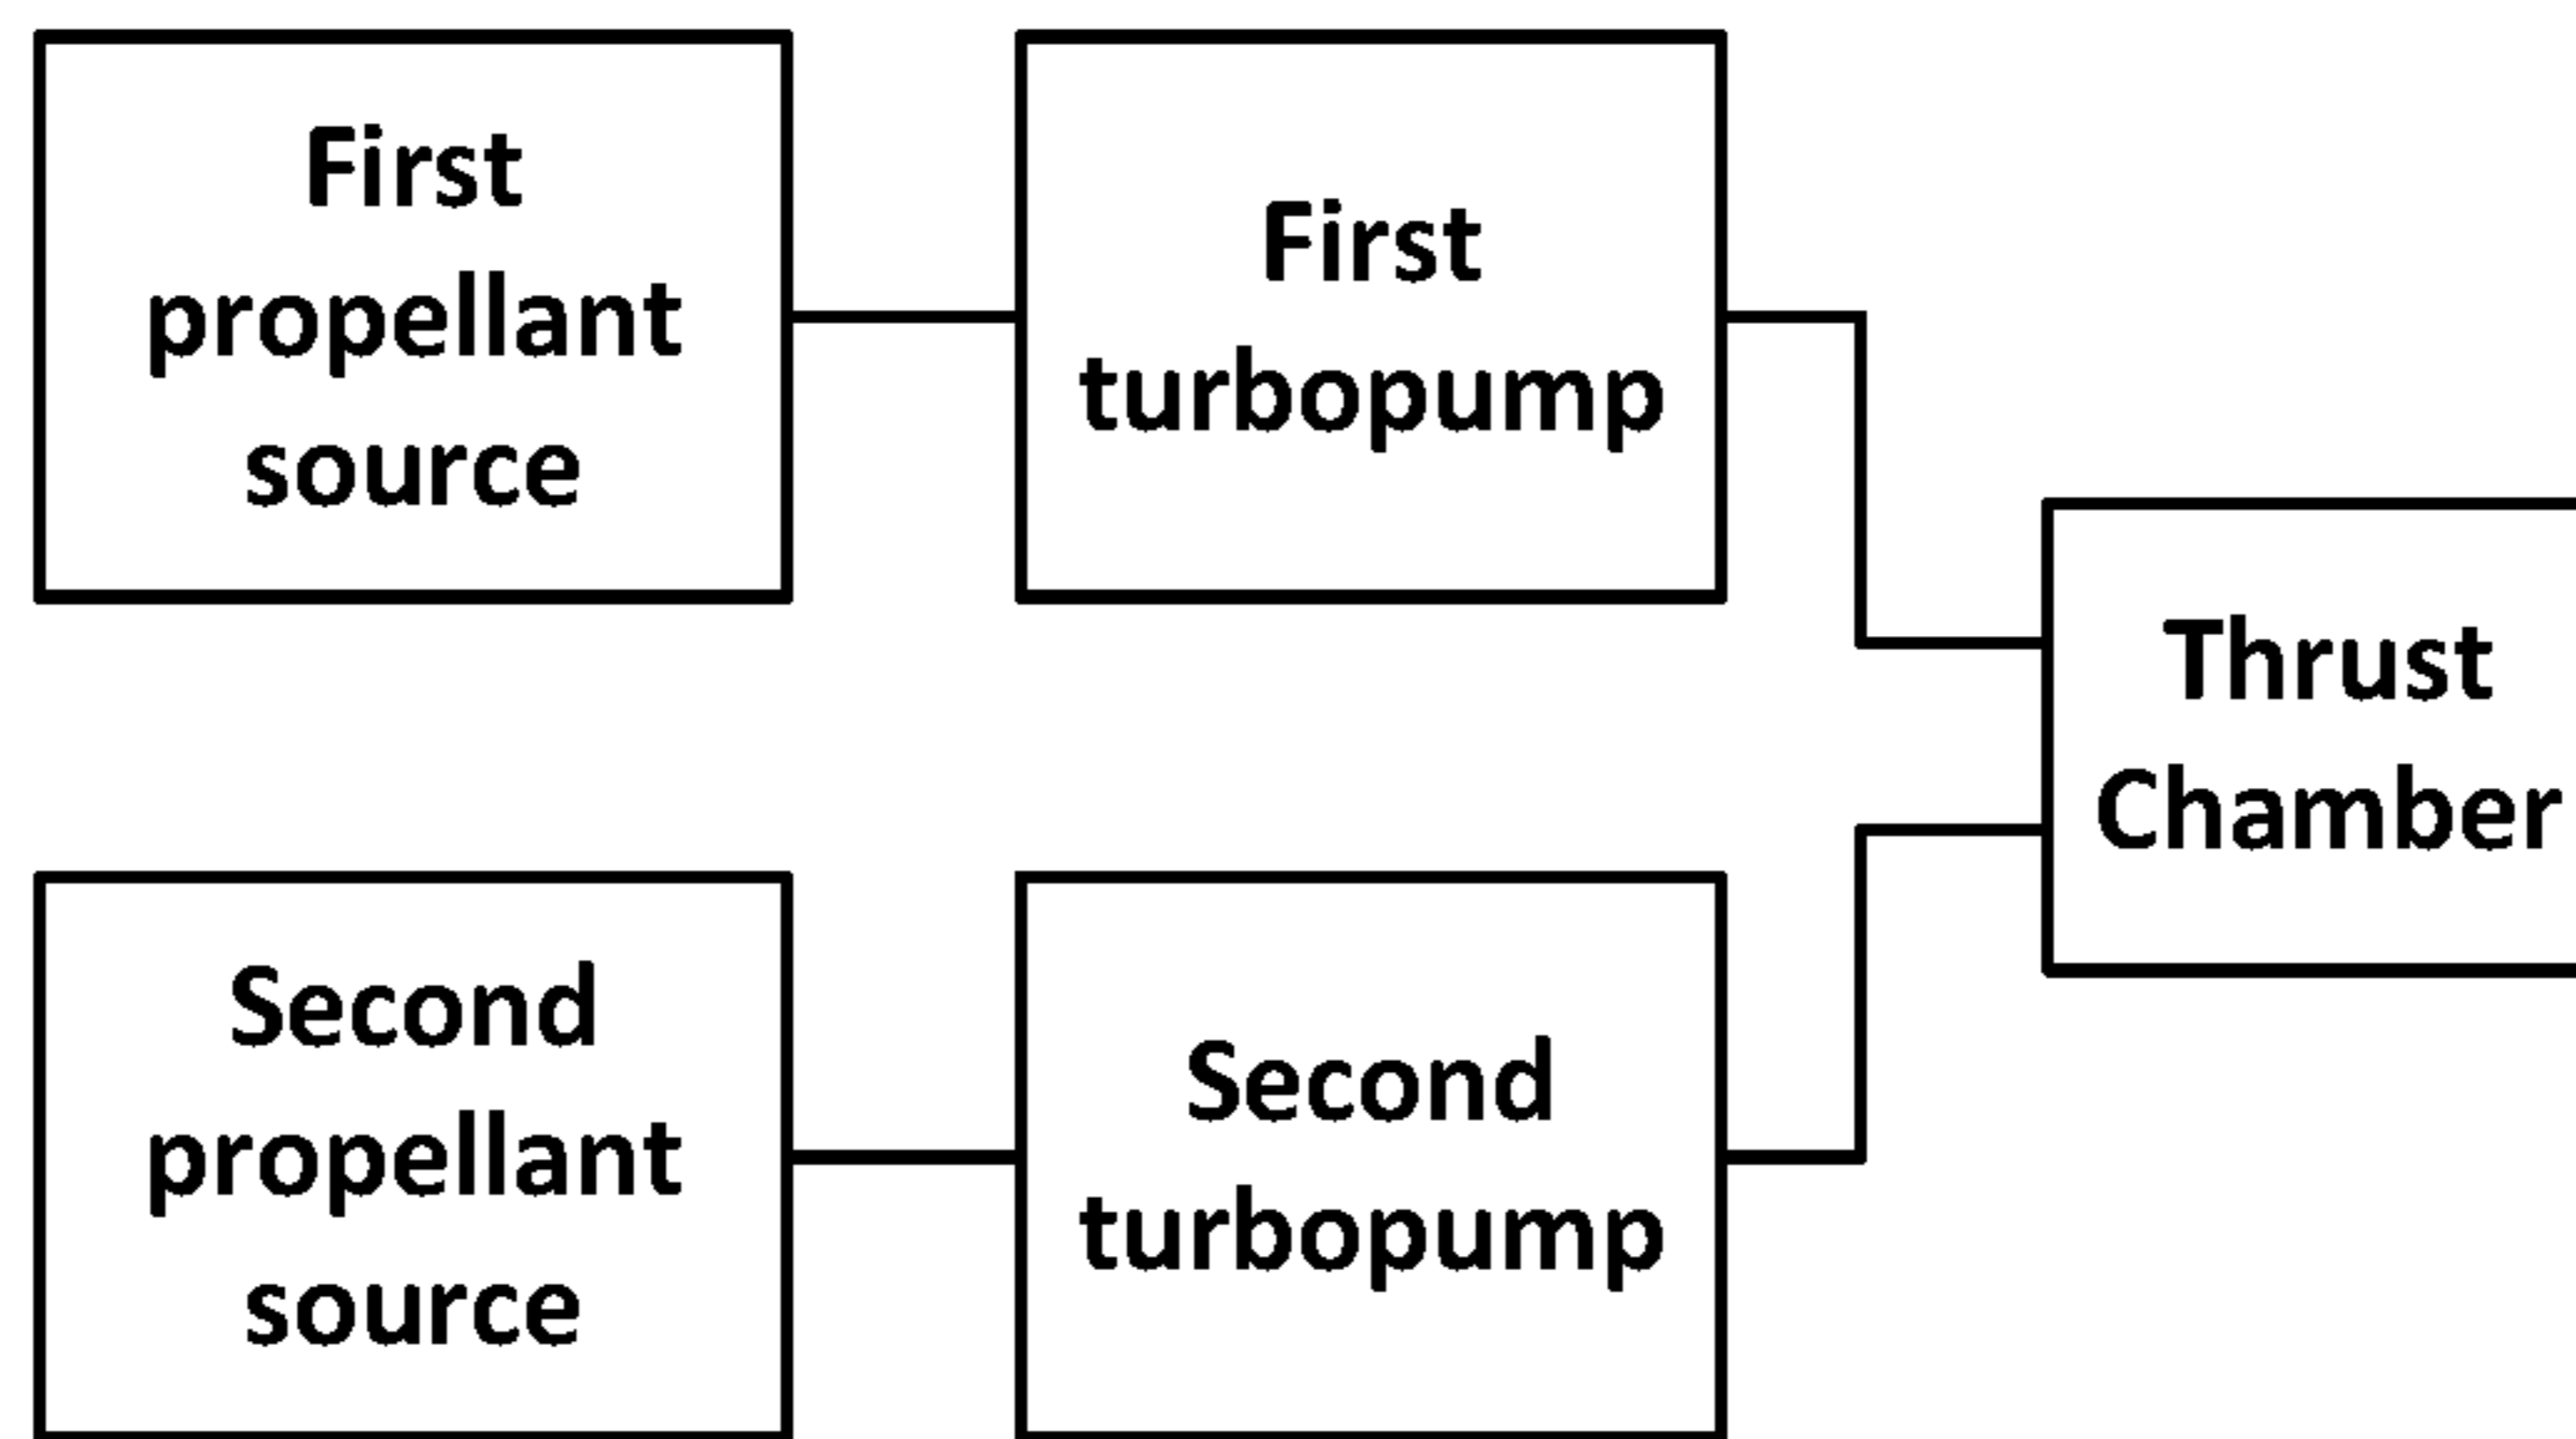 First
propellant
source
First
turbopump
Thrust
Chamber
Second
propellant
source
Second
turbopump